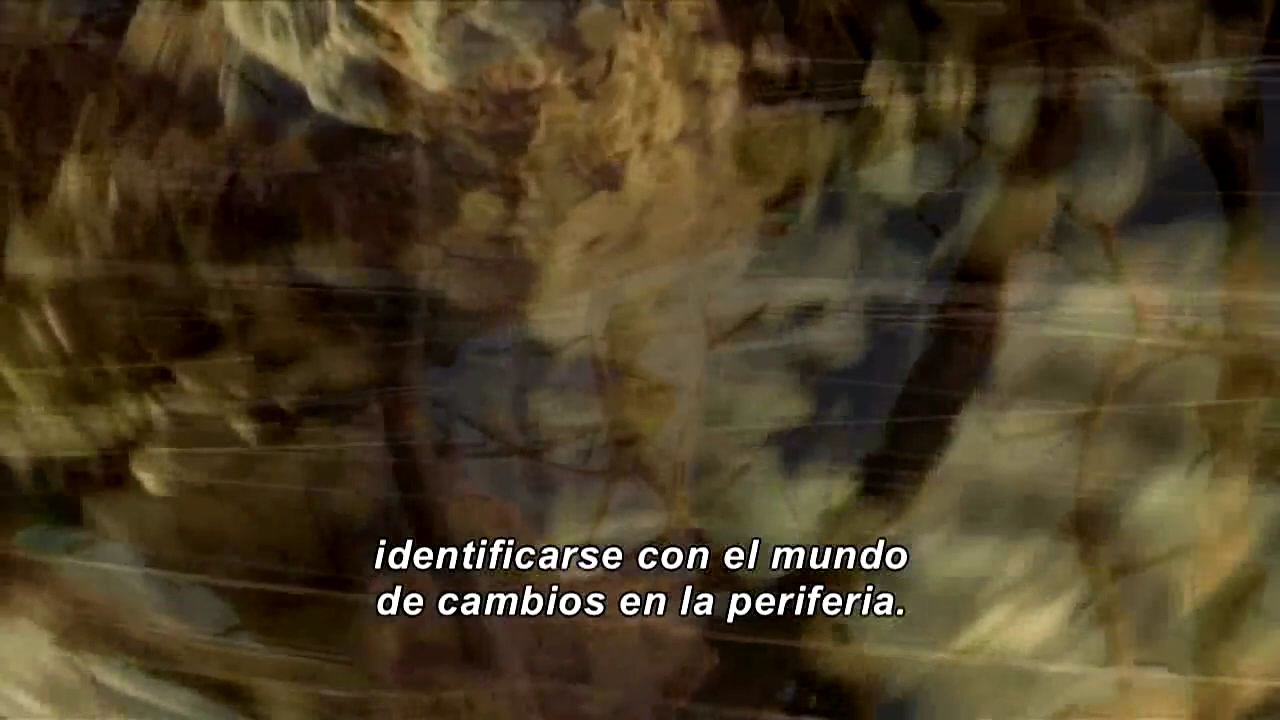 identificarse con el mundo
de cambios en la periferia.